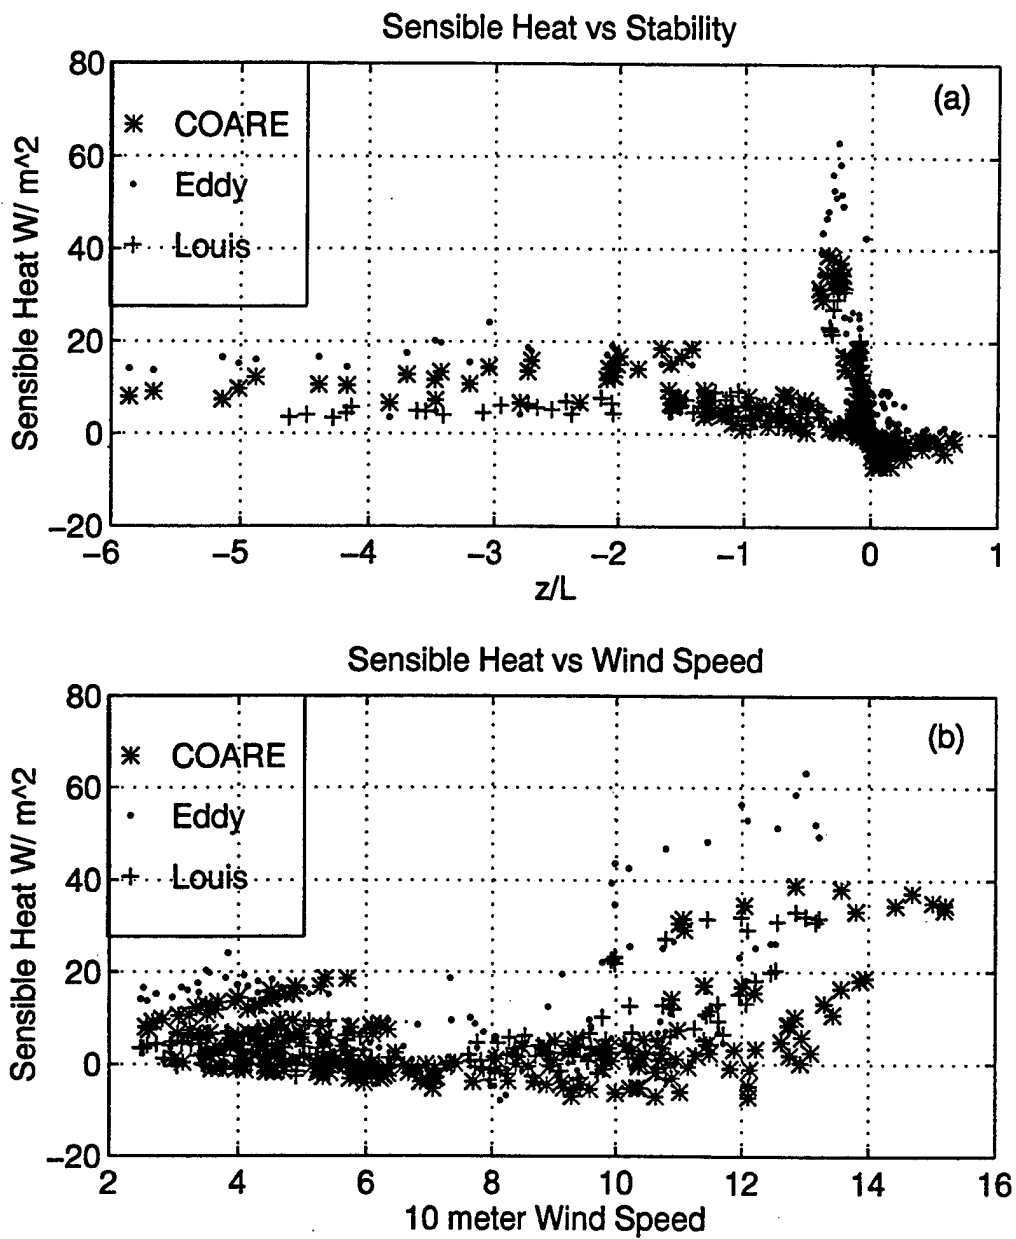 Sensible Heat vs Stability
80
60
40
20
0
−20
Sensible Heat W/ m^2
(a)
COARE
Eddy
Louis
−6 −5 −4 −3 −2 −1 0 1
z/L
Sensible Heat vs Wind Speed
80
60
40
20
0
−20
Sensible Heat W/ m^2
(b)
COARE
Eddy
Louis
2 4 6 8 10 12 14 16
10 meter Wind Speed